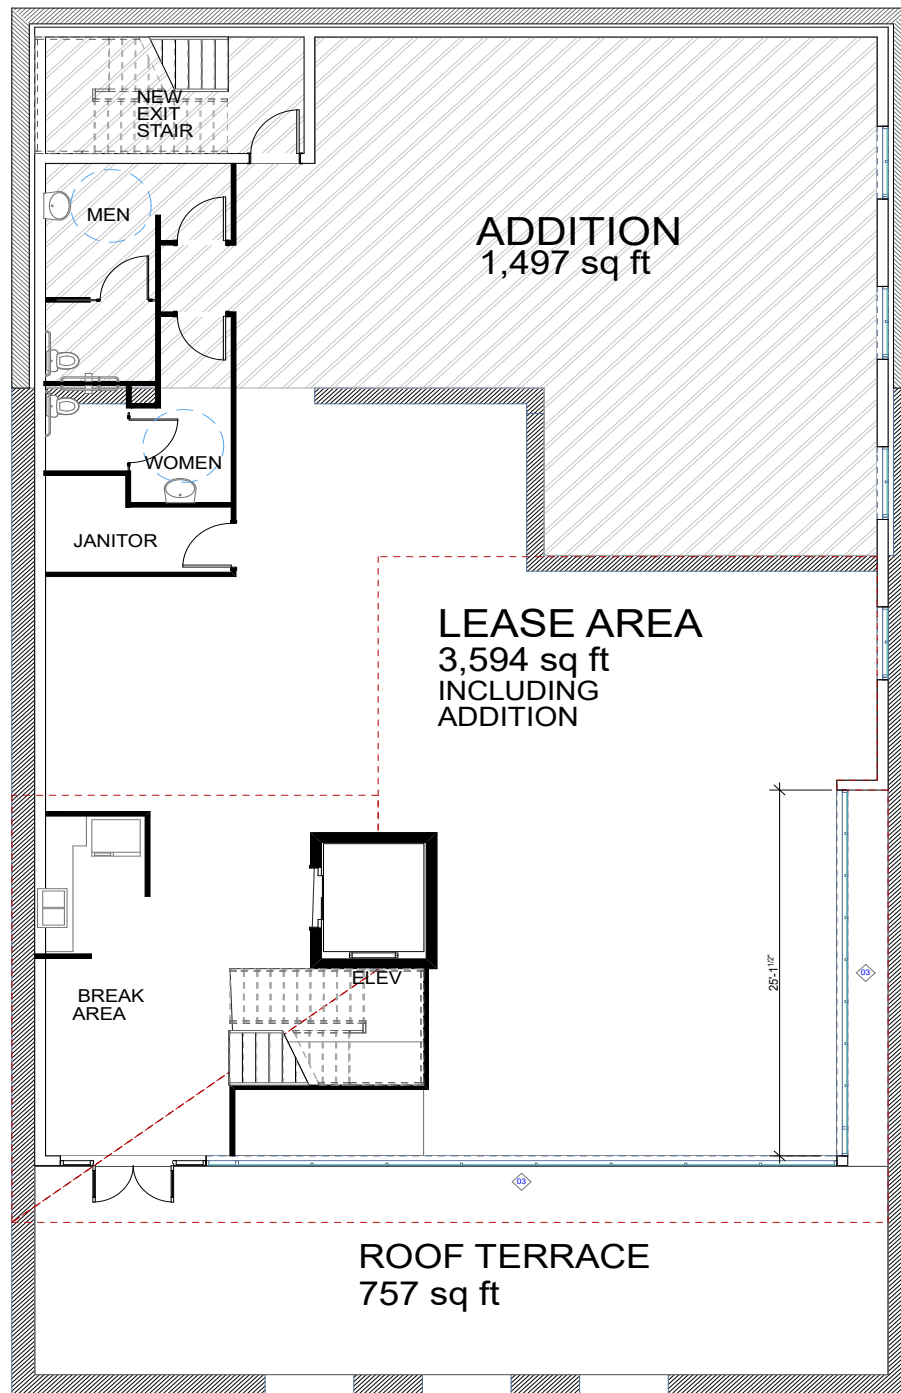 NEW
EXIT
STAIR
MEN
ADDITION
1,497 sq ft
WOMEN
JANITOR
LEASE AREA
3,594 sq ft
INCLUDING
ADDITION
25'-1 1/2"
03
ELEV
BREAK
AREA
03
ROOF TERRACE
757 sq ft